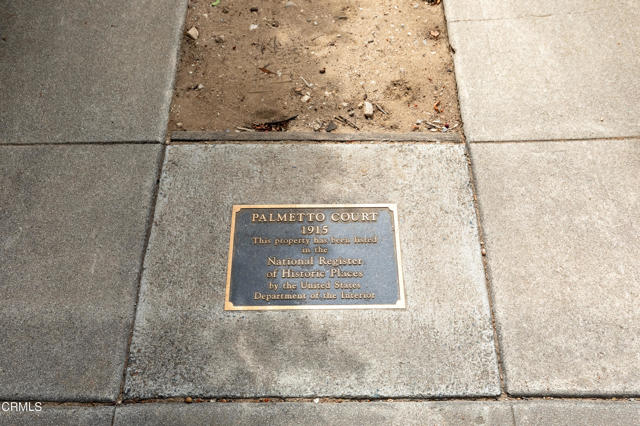 PALMETTO COURT
1915
This property has been listed
in the
National Register
of Historic Places
by the United States
Department of the Interior
CRMLS